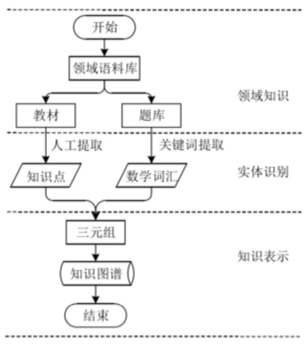 开始
领域语料库
领域知识
教材
题库
人工提取
关键词提取
知识点
数学词汇
实体识别
三元组
知识表示
知识图谱
结束